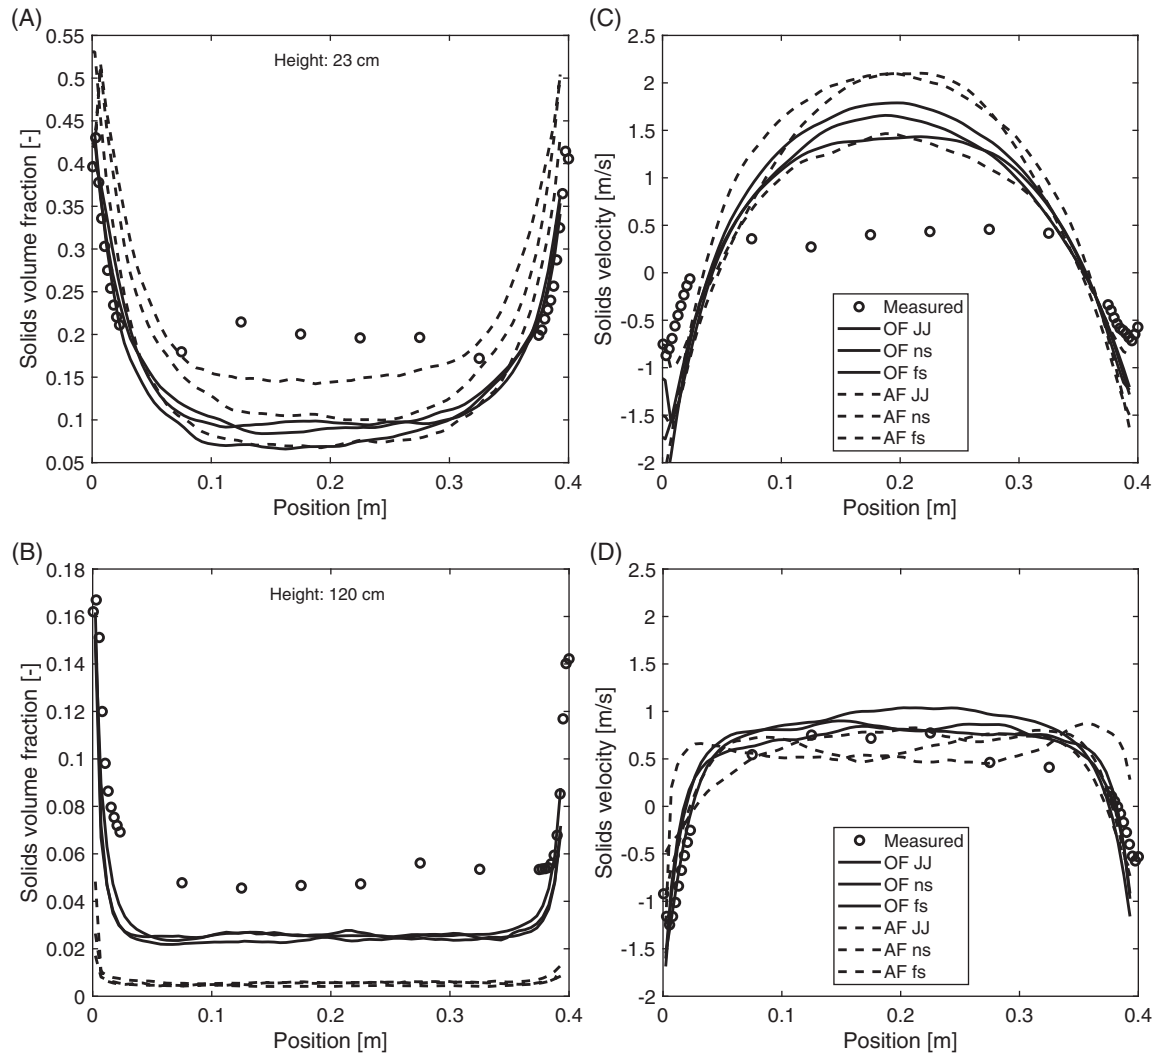 (A)
Height: 23 cm
0.55
0.5
0.45
0.4
0.35
0.3
0.25
0.2
0.15
0.1
0.05
Solids volume fraction [-]
0 0.1 0.2 0.3 0.4
Position [m]
(C)
2.5
2
1.5
1
0.5
0
-0.5
-1
-1.5
-2
Solids velocity [m/s]
Measured
OF JJ
OF ns
OF fs
AF JJ
AF ns
AF fs
0 0.1 0.2 0.3 0.4
Position [m]
(B)
Height: 120 cm
0.18
0.16
0.14
0.12
0.1
0.08
0.06
0.04
0.02
0
Solids volume fraction [-]
0 0.1 0.2 0.3 0.4
Position [m]
(D)
2.5
2
1.5
1
0.5
0
-0.5
-1
-1.5
-2
Solids velocity [m/s]
Measured
OF JJ
OF ns
OF fs
AF JJ
AF ns
AF fs
0 0.1 0.2 0.3 0.4
Position [m]